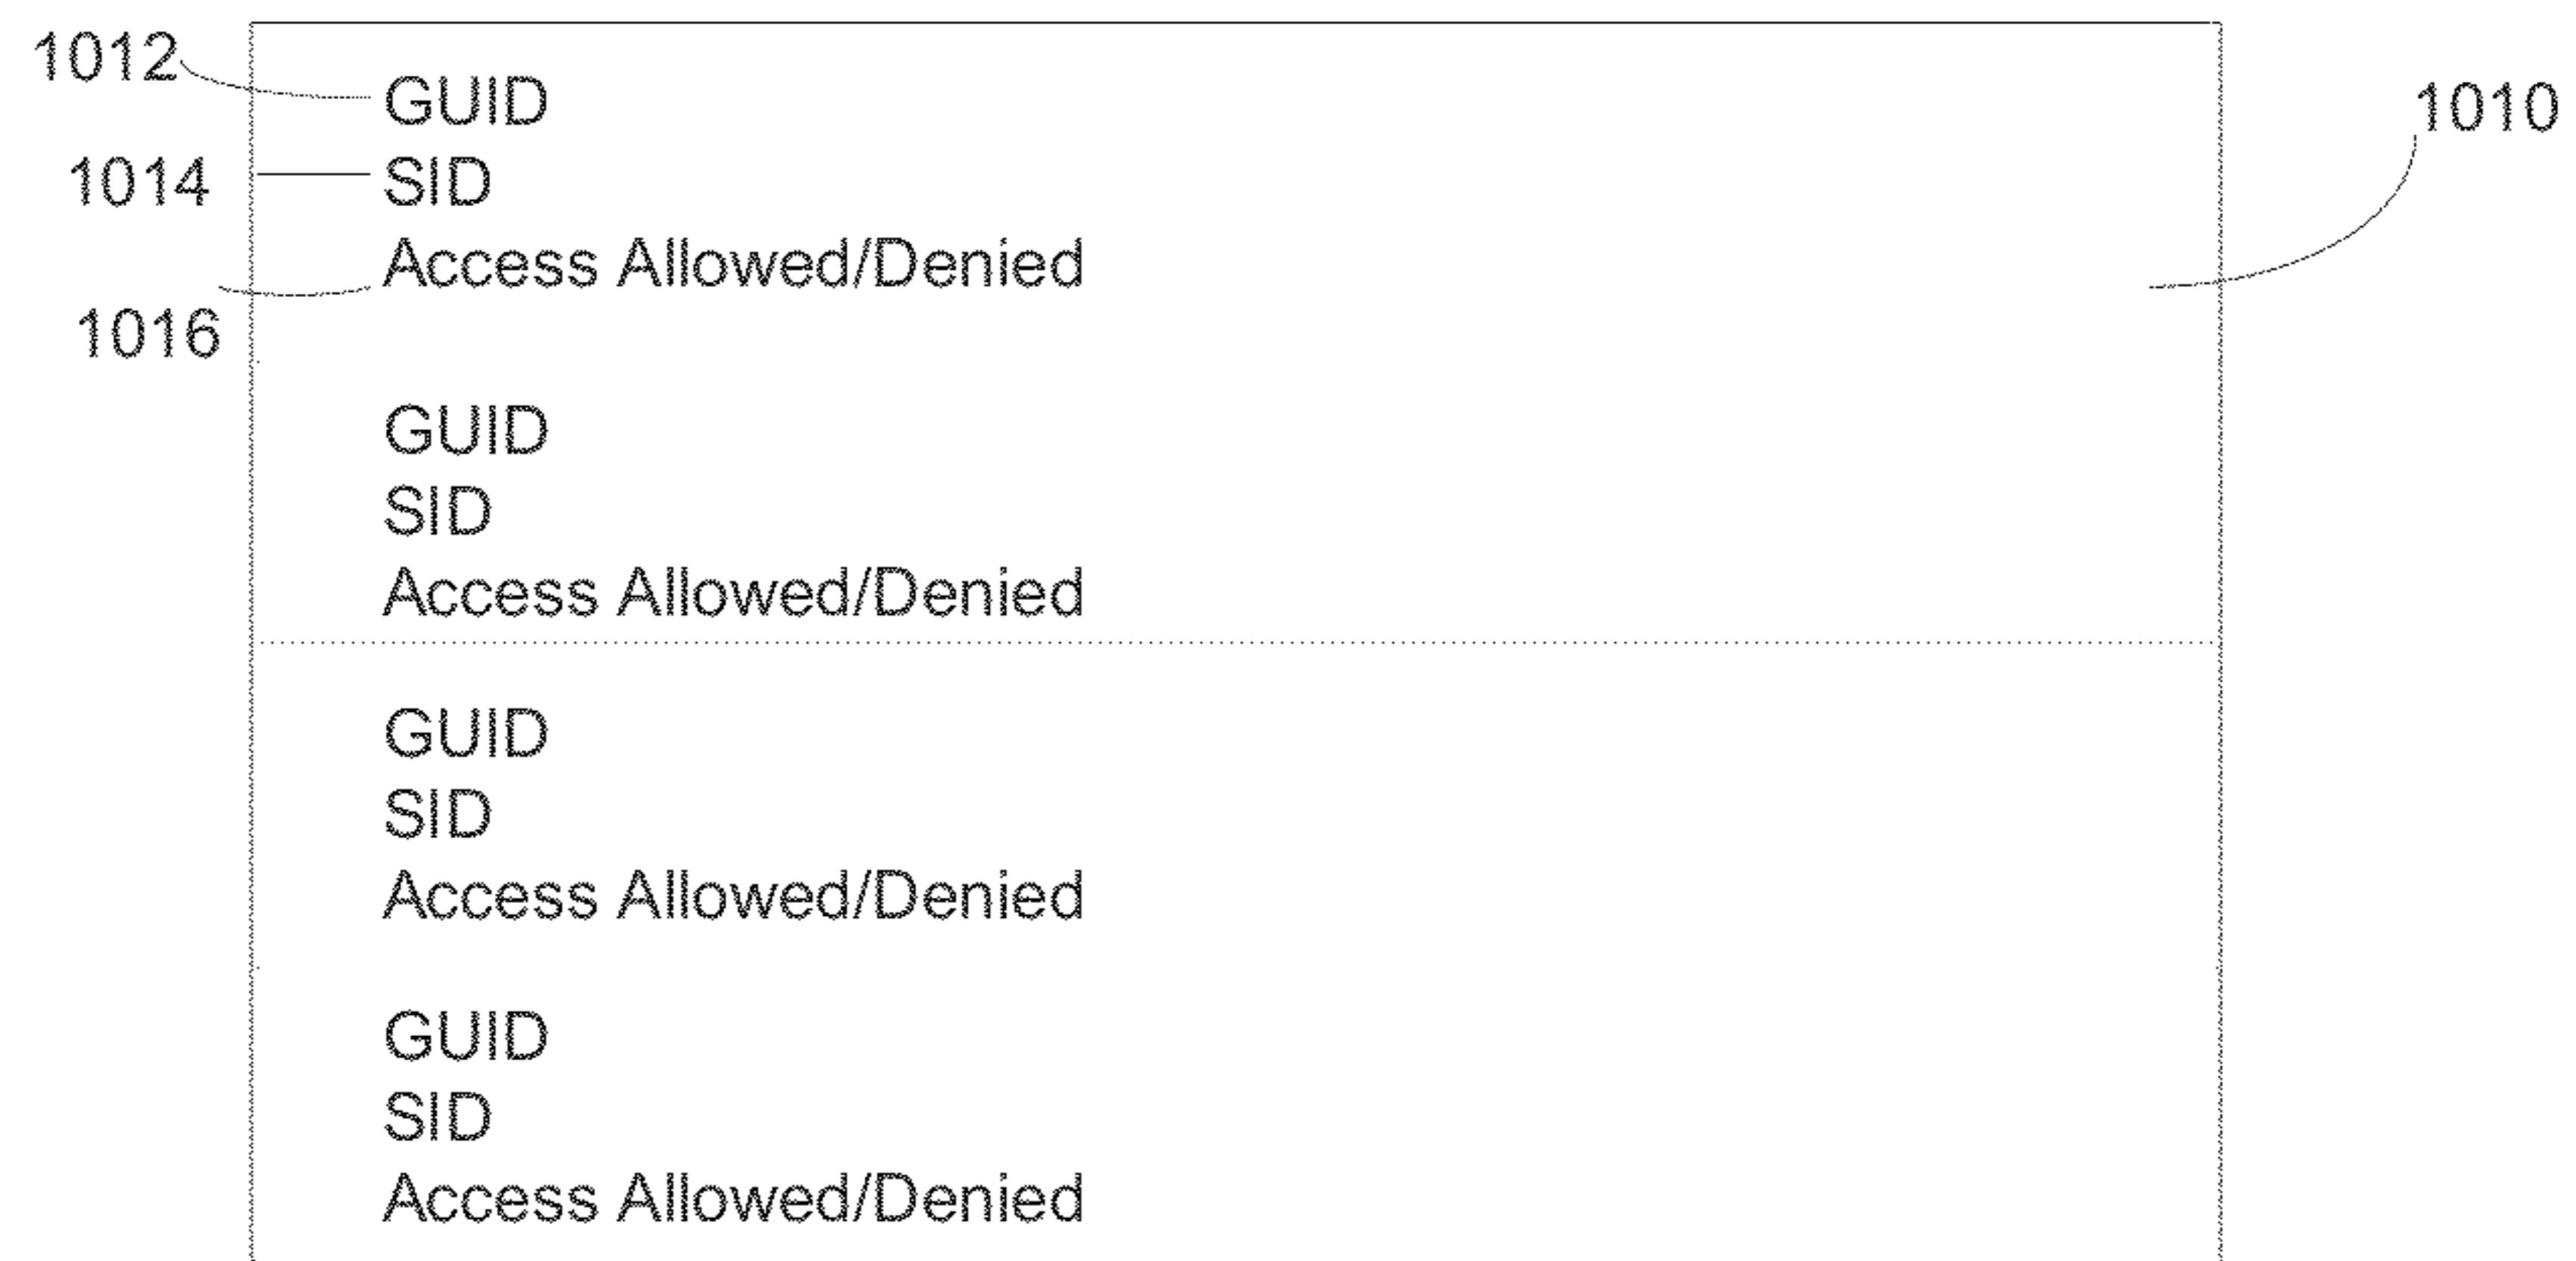 1012
GUID
1010
1014
SID
Access Allowed/Denied
1016
GUID
SID
Access Allowed/Denied
GUID
SID
Access Allowed/Denied
GUID
SID
Access Allowed/Denied